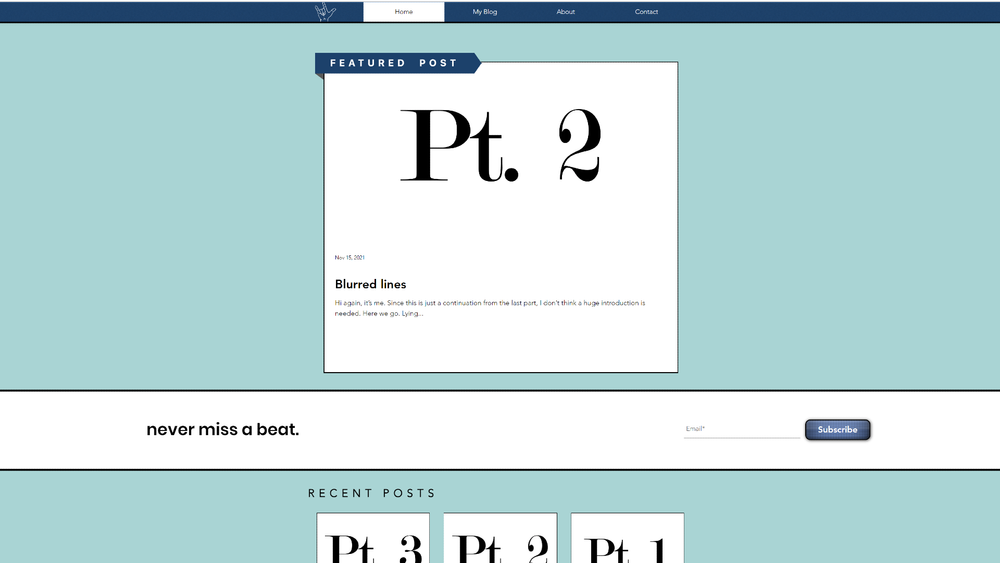 Home My Blog About Contact
FEATURED POST
Pt. 2
Nov 15, 2021
Blurred lines
Hi again, it's me. Since this is just a continuation from the last part, I don't think a huge introduction is
needed. Here we go. Lying...
never miss a beat.
Email*
Subscribe
RECENT POSTS
Pt. 3 Pt. 2 Pt. 1